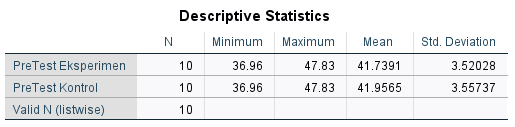 Descriptive Statistics
N Minimum Maximum Mean Std. Deviation
PreTest Eksperimen 10 36.96 47.83 41.7391 3.52028
PreTest Kontrol 10 36.96 47.83 41.9565 3.55737
Valid N (listwise) 10